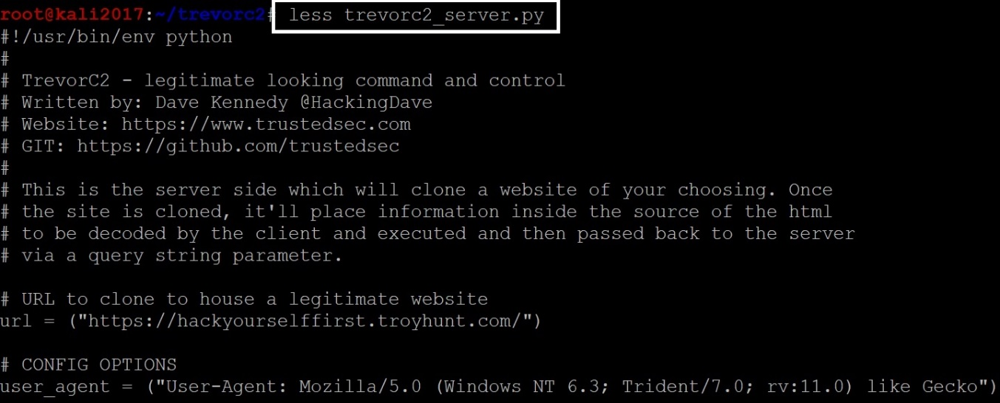 root@kali2017:~/trevorc2# less trevorc2_server.py
#!/usr/bin/env python
#
# TrevorC2 - legitimate looking command and control
# Written by: Dave Kennedy @HackingDave
# Website: https://www.trustedsec.com
# GIT: https://github.com/trustedsec
#
# This is the server side which will clone a website of your choosing. Once
# the site is cloned, it'll place information inside the source of the html
# to be decoded by the client and executed and then passed back to the server
# via a query string parameter.
# URL to clone to house a legitimate website
url = ("https://hackyourselffirst.troyhunt.com/")
# CONFIG OPTIONS
user_agent = ("User-Agent: Mozilla/5.0 (Windows NT 6.3; Trident/7.0; rv:11.0) like Gecko")